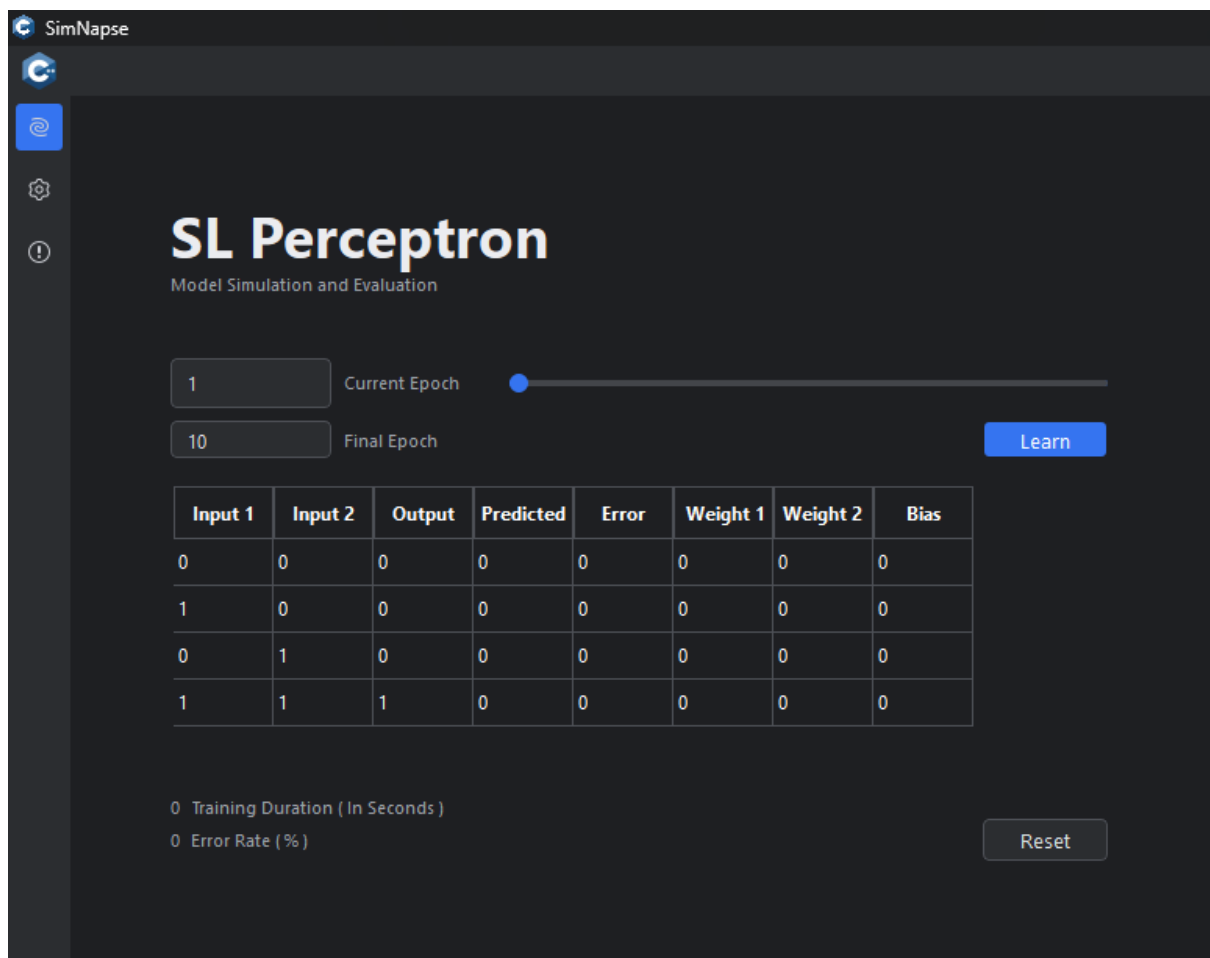 SimNapse
C++
SL Perceptron
Model Simulation and Evaluation
1 Current Epoch
10 Final Epoch Learn
Input 1 Input 2 Output Predicted Error Weight 1 Weight 2 Bias
0 0 0 0 0 0 0 0
1 0 0 0 0 0 0 0
0 1 0 0 0 0 0 0
1 1 1 0 0 0 0 0
0 Training Duration ( In Seconds )
0 Error Rate ( % ) Reset